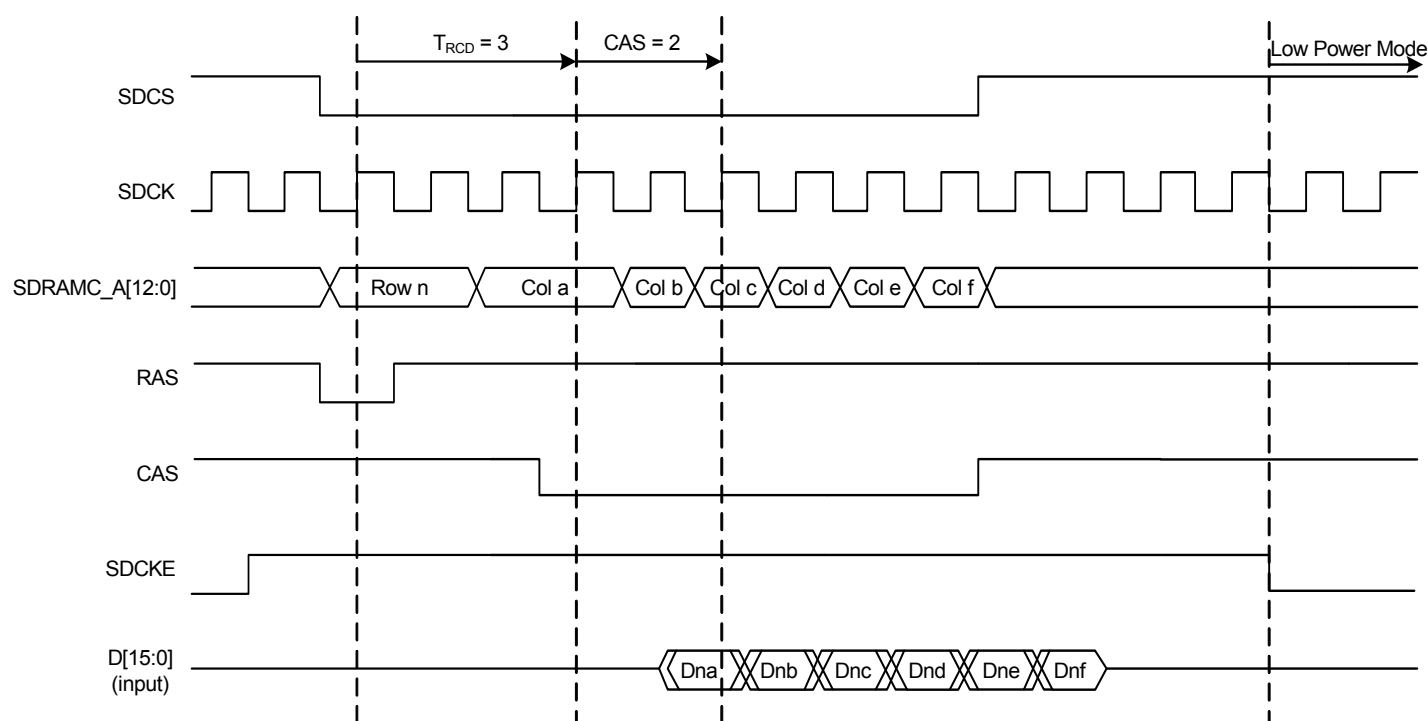 T_RCD = 3
CAS = 2
Low Power Mode
SDCS
SDCK
SDRAMC_A[12:0]
Row n
Col a
Col b
Col c
Col d
Col e
Col f
RAS
CAS
SDCKE
D[15:0]
(input)
Dna
Dnb
Dnc
Dnd
Dne
Dnf